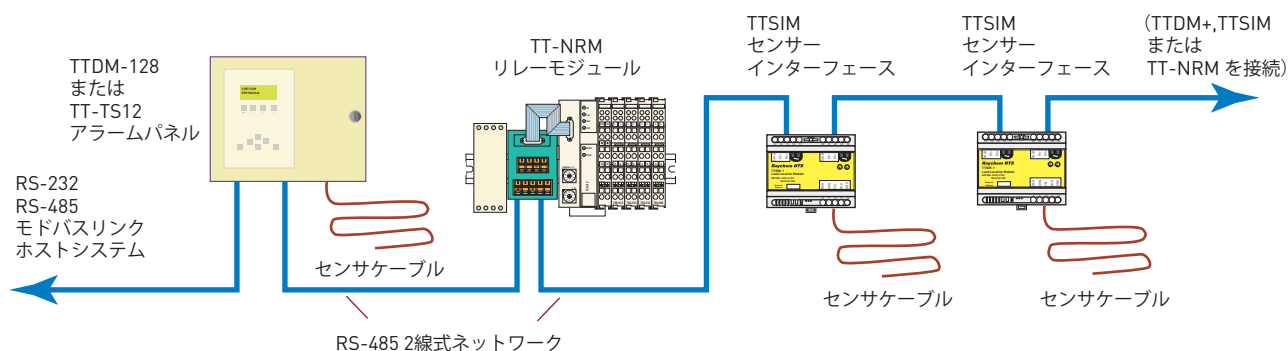 TTDM-128
または
TT-TS12
アラームパネル
RS-232
RS-485
モドバスリンク
ホストシステム
センサケーブル
TT-NRM
リレーモジュール
RS-485 2線式ネットワーク
TTSIM
センサー
インターフェース
センサケーブル
TTSIM
センサー
インターフェース
センサケーブル
(TTDM+,TTSIM
または
TT-NRM を接続)
Raychem HTS
Raychem HTS